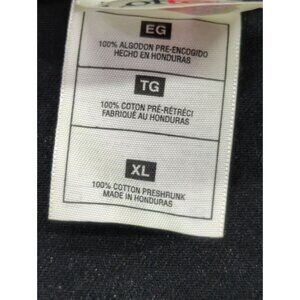 EG
100% ALGODON PRE-ENCOGIDO
HECHO EN HONDURAS
TG
100% COTON PRÉ-RÉTRÉCI
FABRIQUÉ AU HONDURAS
XL
100% COTTON PRESHRUNK
MADE IN HONDURAS